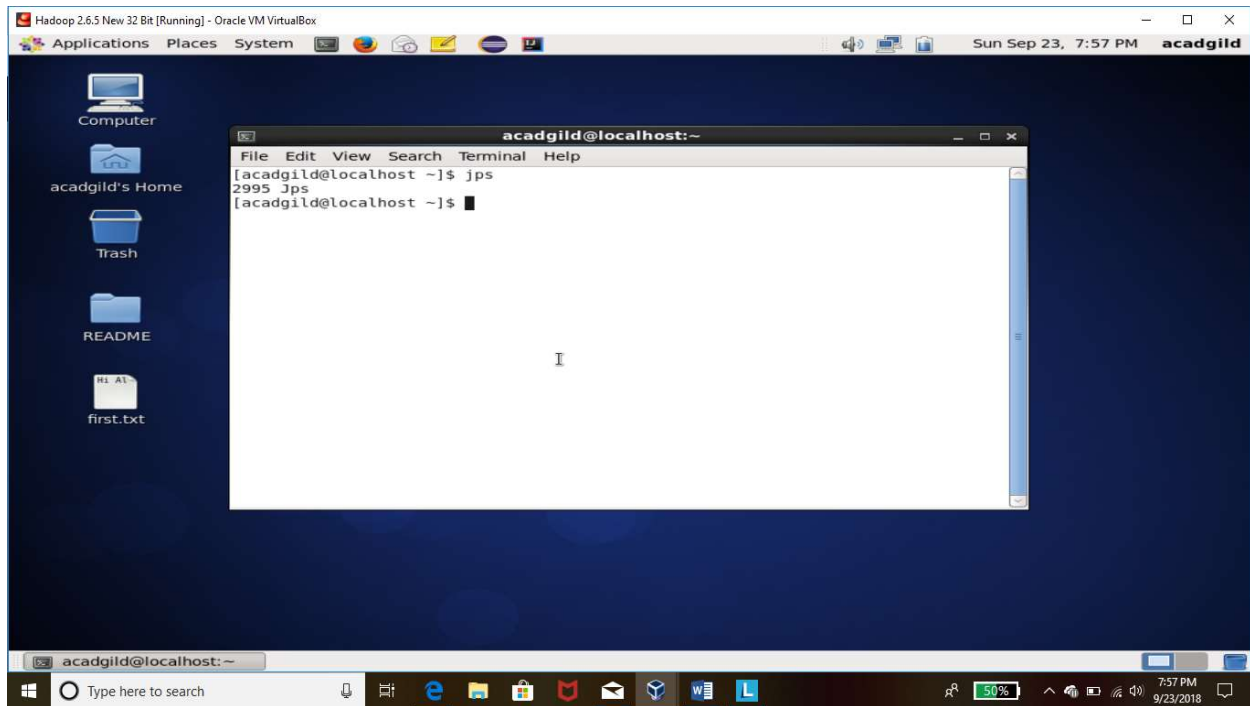 Hadoop 2.6.5 New 32 Bit [Running] - Oracle VM VirtualBox
Applications Places System
Sun Sep 23, 7:57 PM acadgild
Computer
acadgild's Home
Trash
README
Hi Al
first.txt
acadgild@localhost:~
File Edit View Search Terminal Help
[acadgild@localhost ~]$ jps
2995 Jps
[acadgild@localhost ~]$
acadgild@localhost:~
Type here to search
W
L
50%
7:57 PM
9/23/2018